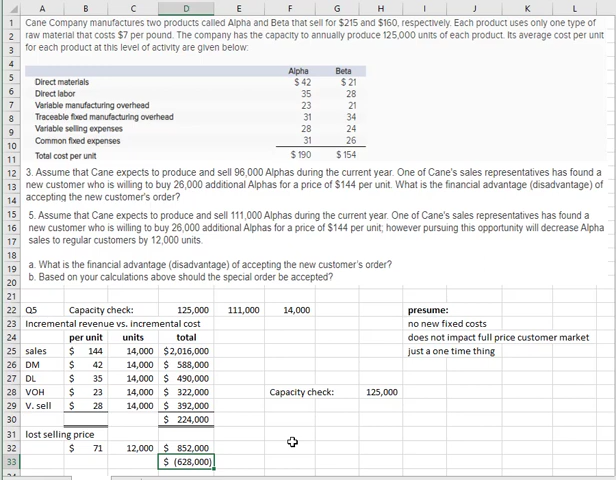 A B C D E F G H I J K L
1 Cane Company manufactures two products called Alpha and Beta that sell for $215 and $160, respectively. Each product uses only one type of
2 raw material that costs $7 per pound. The company has the capacity to annually produce 125,000 units of each product. Its average cost per unit
3 for each product at this level of activity are given below:
4
Alpha Beta
5 Direct materials $ 42 $ 21
6 Direct labor 35 28
7 Variable manufacturing overhead 23 21
8 Traceable fixed manufacturing overhead 31 34
9 Variable selling expenses 28 24
10 Common fixed expenses 31 26
11 Total cost per unit $ 190 $ 154
12 3. Assume that Cane expects to produce and sell 96,000 Alphas during the current year. One of Cane's sales representatives has found a
13 new customer who is willing to buy 26,000 additional Alphas for a price of $144 per unit. What is the financial advantage (disadvantage) of
14 accepting the new customer's order?
15 5. Assume that Cane expects to produce and sell 111,000 Alphas during the current year. One of Cane's sales representatives has found a
16 new customer who is willing to buy 26,000 additional Alphas for a price of $144 per unit; however pursuing this opportunity will decrease Alpha
17 sales to regular customers by 12,000 units.
18
19 a. What is the financial advantage (disadvantage) of accepting the new customer's order?
20 b. Based on your calculations above should the special order be accepted?
21
22 Q5 Capacity check: 125,000 111,000 14,000 presume:
23 Incremental revenue vs. incremental cost no new fixed costs
24 per unit units total does not impact full price customer market
25 sales $ 144 14,000 $2,016,000 just a one time thing
26 DM $ 42 14,000 $ 588,000
27 DL $ 35 14,000 $ 490,000
28 VOH $ 23 14,000 $ 322,000 Capacity check: 125,000
29 V. sell $ 28 14,000 $ 392,000
30 $ 224,000
31 lost selling price
32 $ 71 12,000 $ 852,000
33 $ (628,000)